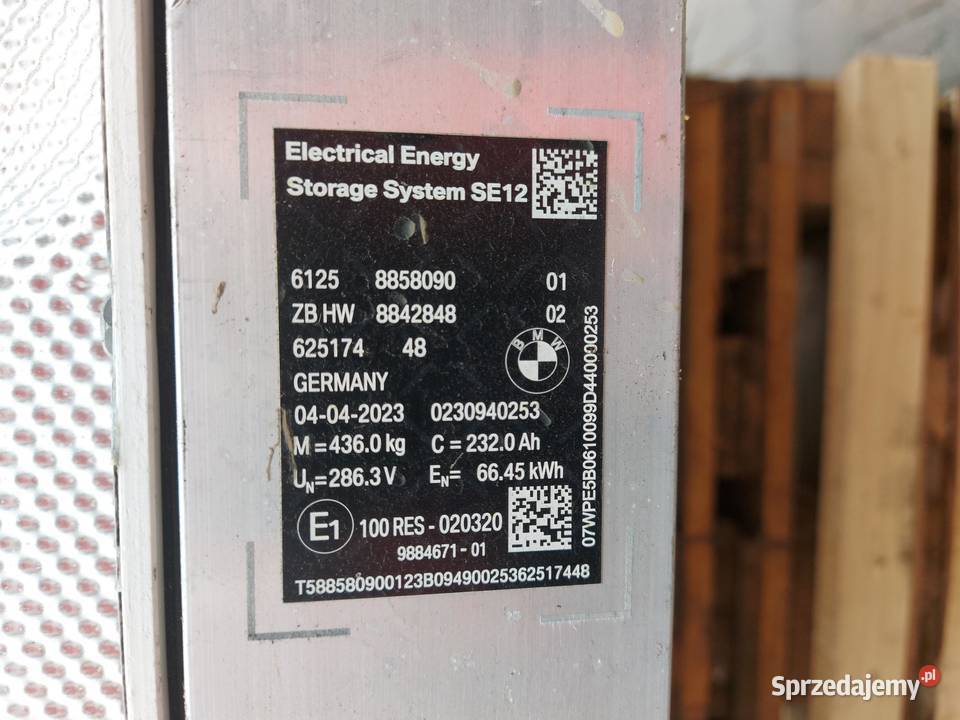 Electrical Energy
Storage System SE12
6125 8858090 01
ZB HW 8842848 02
625174 48
BMW
GERMANY
04-04-2023 0230940253
M = 436.0 kg C = 232.0 Ah
UN=286.3 V EN= 66.45 kWh
E1 100 RES - 020320
9884671 - 01
T588580900123B09490025362517448
07WPE5B0610099D440000253
Sprzedajemy.pl